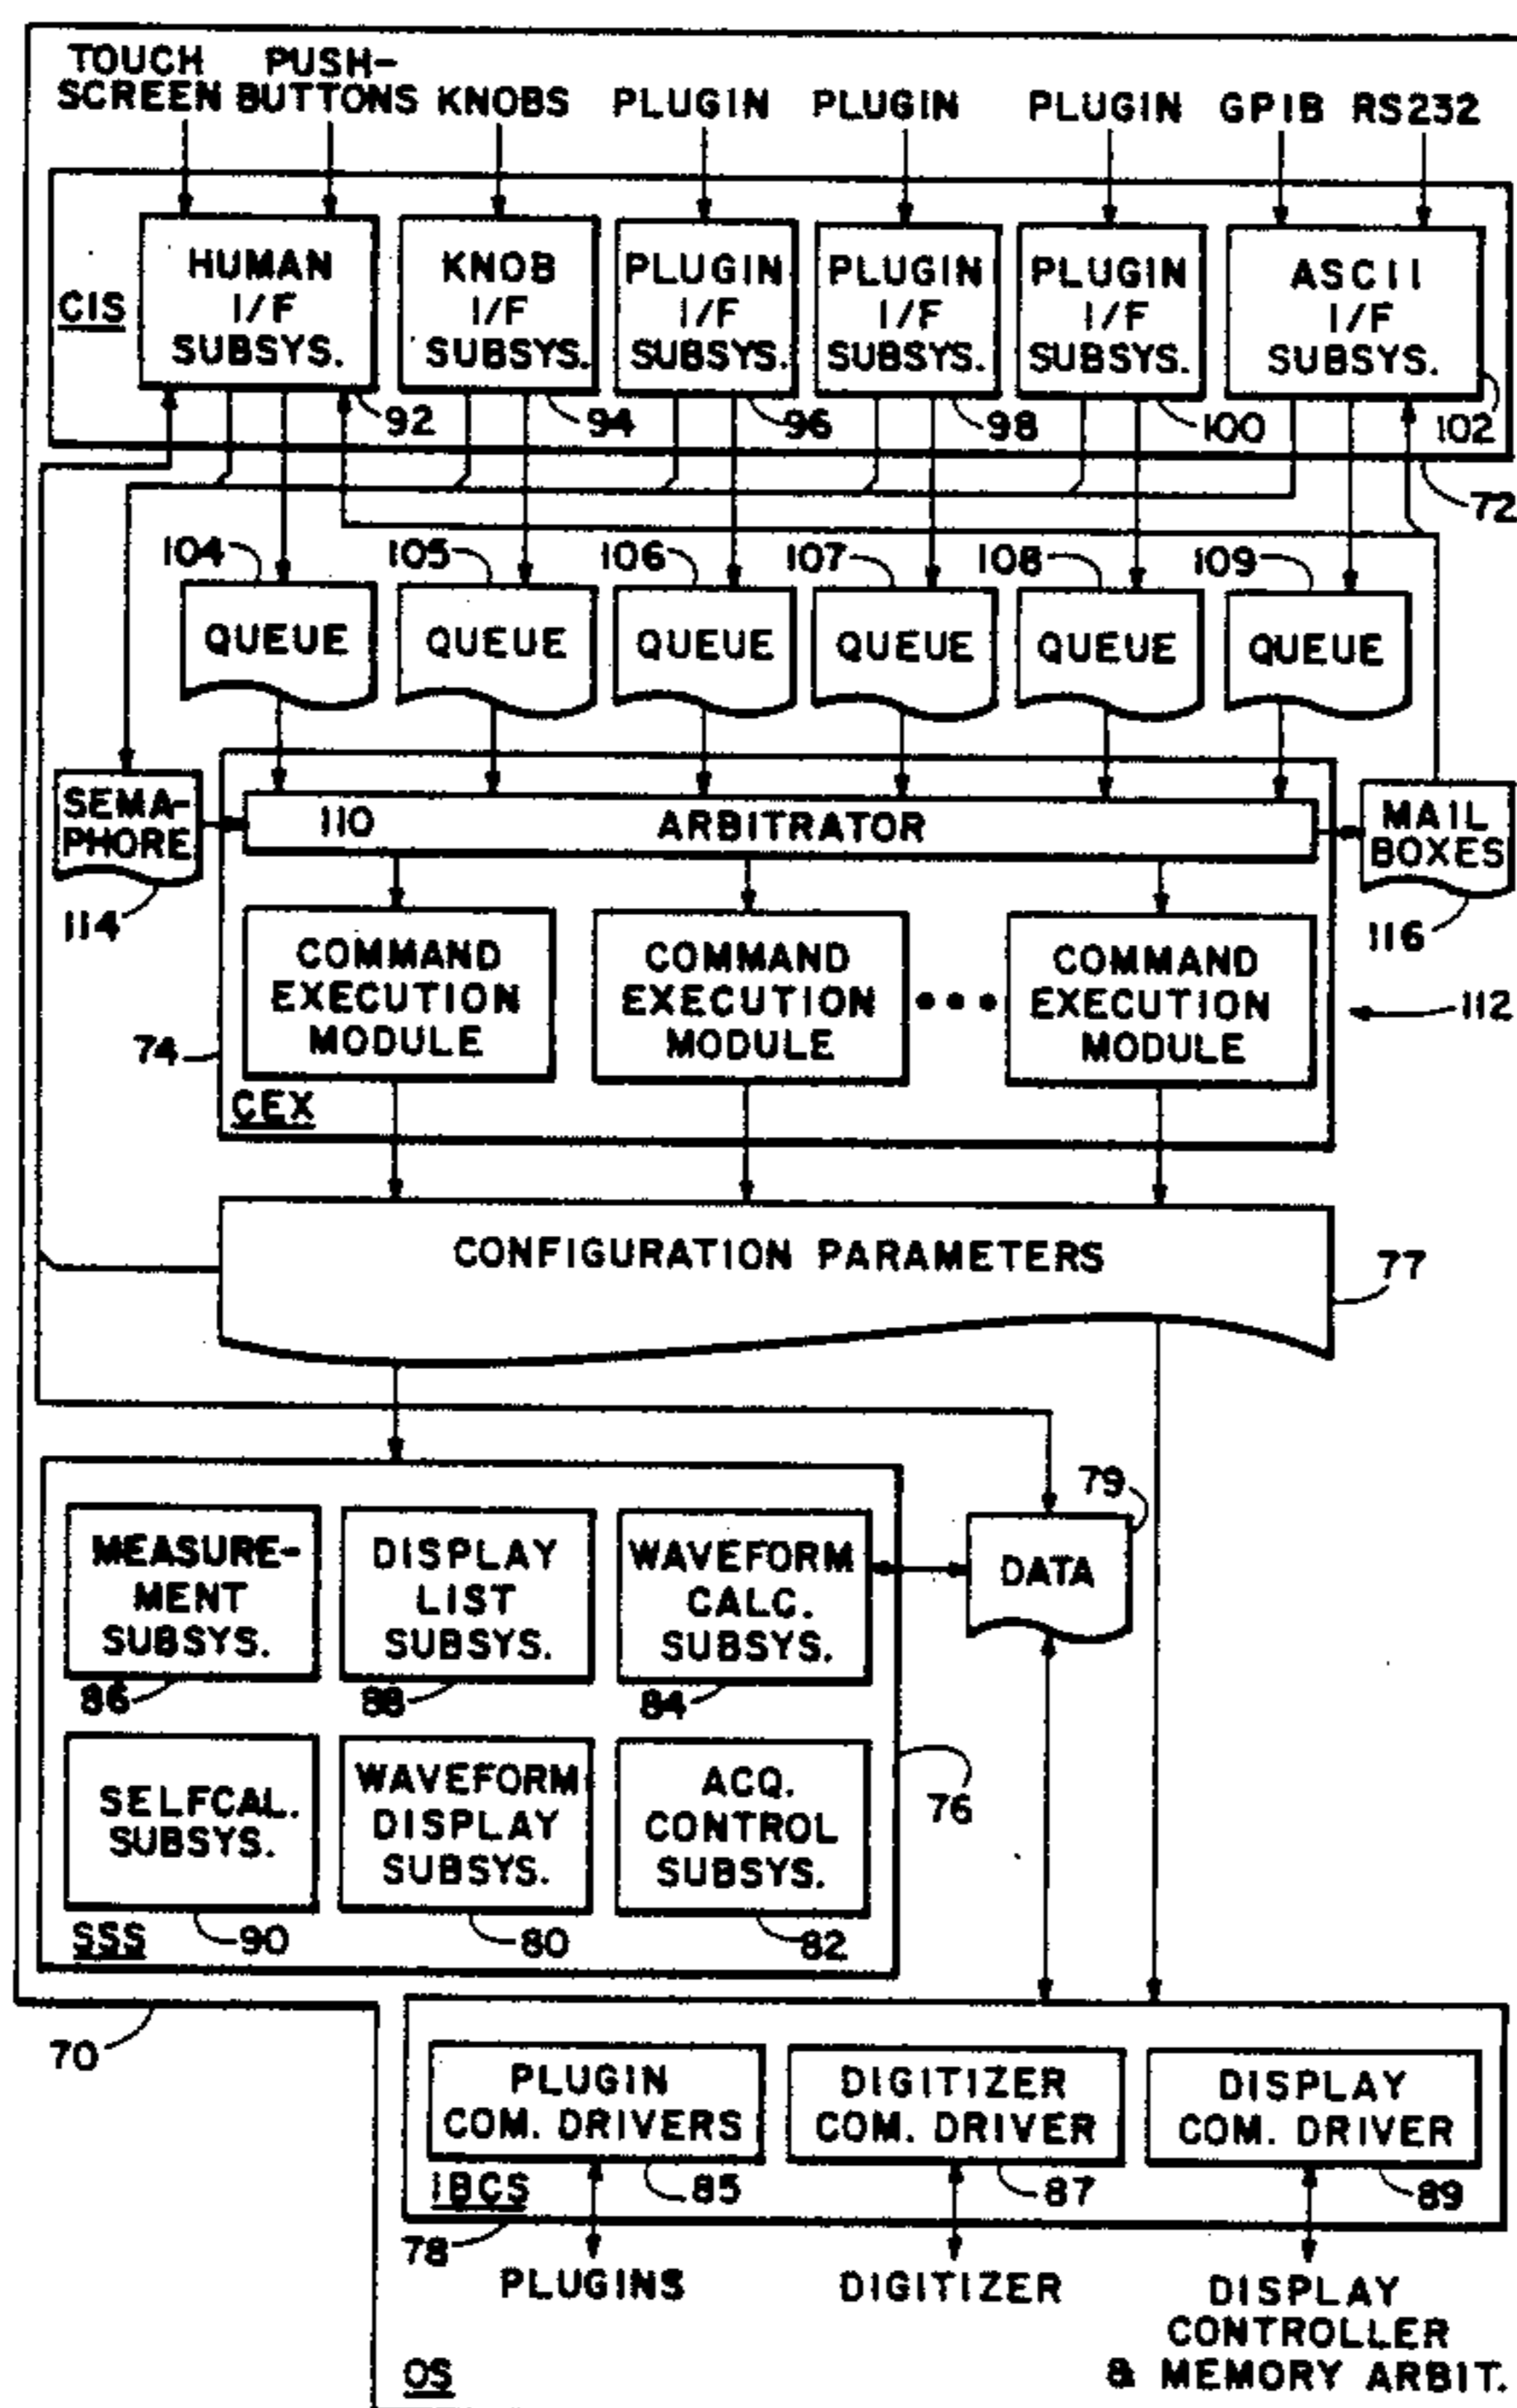 TOUCH PUSH-
SCREEN BUTTONS KNOBS PLUGIN PLUGIN PLUGIN GPIB RS232
CIS
HUMAN
I/F
SUBSYS.
KNOB
I/F
SUBSYS.
PLUGIN
I/F
SUBSYS.
PLUGIN
I/F
SUBSYS.
PLUGIN
I/F
SUBSYS.
ASCII
I/F
SUBSYS.
92 94 96 98 100 102
72
104 105 106 107 108 109
QUEUE QUEUE QUEUE QUEUE QUEUE QUEUE
SEMA-
PHORE
114
110 ARBITRATOR
MAIL
BOXES
116
COMMAND
EXECUTION
MODULE
COMMAND
EXECUTION
MODULE
•••
COMMAND
EXECUTION
MODULE
112
74
CEX
CONFIGURATION PARAMETERS
77
79
MEASURE-
MENT
SUBSYS.
86
DISPLAY
LIST
SUBSYS.
88
WAVEFORM
CALC.
SUBSYS.
84
DATA
SELFCAL.
SUBSYS.
90
WAVEFORM
DISPLAY
SUBSYS.
80
ACQ.
CONTROL
SUBSYS.
82
76
SSS
70
PLUGIN
COM. DRIVERS
85
DIGITIZER
COM. DRIVER
87
DISPLAY
COM. DRIVER
89
IBCS
78
PLUGINS
DIGITIZER
DISPLAY
CONTROLLER
& MEMORY ARBIT.
OS